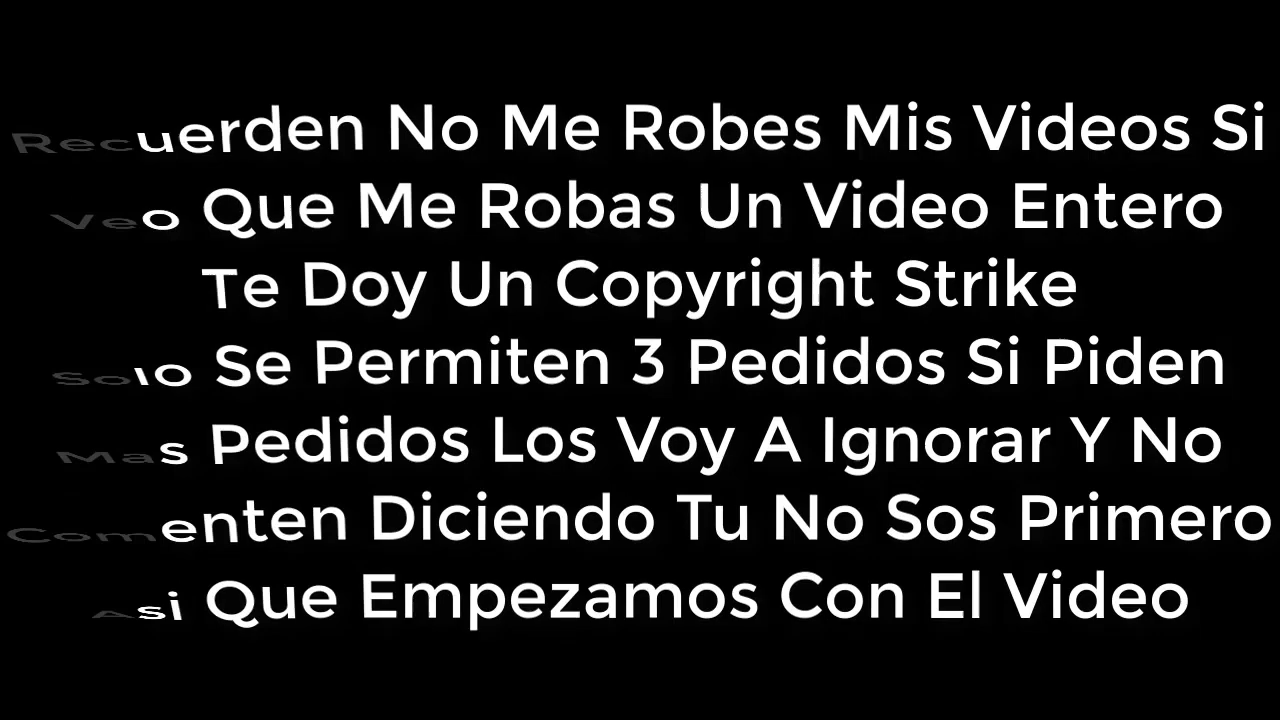 Recuerden No Me Robes Mis Videos Si
Veo Que Me Robas Un Video Entero
Te Doy Un Copyright Strike
Solo Se Permiten 3 Pedidos Si Piden
Mas Pedidos Los Voy A Ignorar Y No
Comenten Diciendo Tu No Sos Primero
Asi Que Empezamos Con El Video